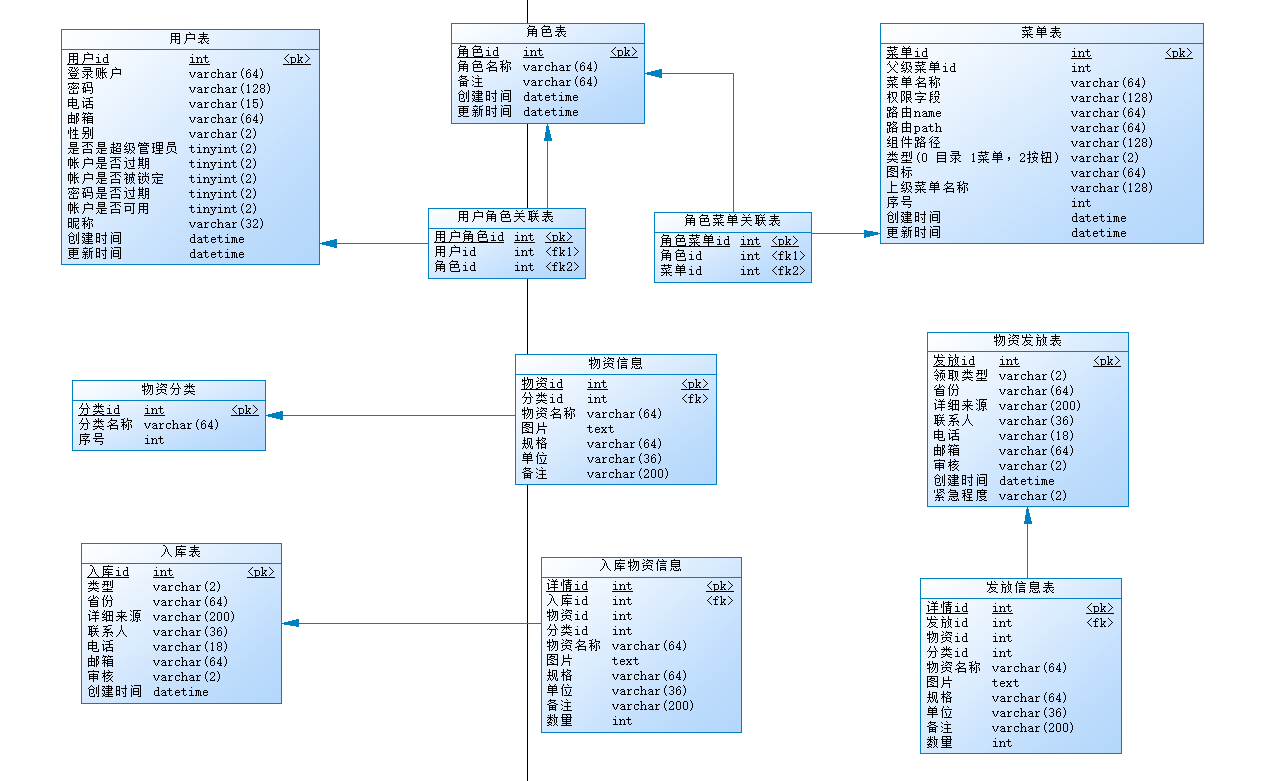 用户表
用户id int <pk>
登录账户 varchar(64)
密码 varchar(128)
电话 varchar(15)
邮箱 varchar(64)
性别 varchar(2)
是否是超级管理员 tinyint(2)
帐户是否过期 tinyint(2)
帐户是否被锁定 tinyint(2)
密码是否过期 tinyint(2)
帐户是否可用 tinyint(2)
昵称 varchar(32)
创建时间 datetime
更新时间 datetime
角色表
角色id int <pk>
角色名称 varchar(64)
备注 varchar(64)
创建时间 datetime
更新时间 datetime
菜单表
菜单id int <pk>
父级菜单id int
菜单名称 varchar(64)
权限字段 varchar(128)
路由name varchar(64)
路由path varchar(64)
组件路径 varchar(128)
类型(0 目录 1菜单，2按钮) varchar(2)
图标 varchar(64)
上级菜单名称 varchar(128)
序号 int
创建时间 datetime
更新时间 datetime
用户角色关联表
用户角色id int <pk>
用户id int <fk1>
角色id int <fk2>
角色菜单关联表
角色菜单id int <pk>
角色id int <fk1>
菜单id int <fk2>
物资分类
分类id int <pk>
分类名称 varchar(64)
序号 int
物资信息
物资id int <pk>
分类id int <fk>
物资名称 varchar(64)
图片 text
规格 varchar(64)
单位 varchar(36)
备注 varchar(200)
物资发放表
发放id int <pk>
领取类型 varchar(2)
省份 varchar(64)
详细来源 varchar(200)
联系人 varchar(36)
电话 varchar(18)
邮箱 varchar(64)
审核 varchar(2)
创建时间 datetime
紧急程度 varchar(2)
入库表
入库id int <pk>
类型 varchar(2)
省份 varchar(64)
详细来源 varchar(200)
联系人 varchar(36)
电话 varchar(18)
邮箱 varchar(64)
审核 varchar(2)
创建时间 datetime
入库物资信息
详情id int <pk>
入库id int <fk>
物资id int
分类id int
物资名称 varchar(64)
图片 text
规格 varchar(64)
单位 varchar(36)
备注 varchar(200)
数量 int
发放信息表
详情id int <pk>
发放id int <fk>
物资id int
分类id int
物资名称 varchar(64)
图片 text
规格 varchar(64)
单位 varchar(36)
备注 varchar(200)
数量 int